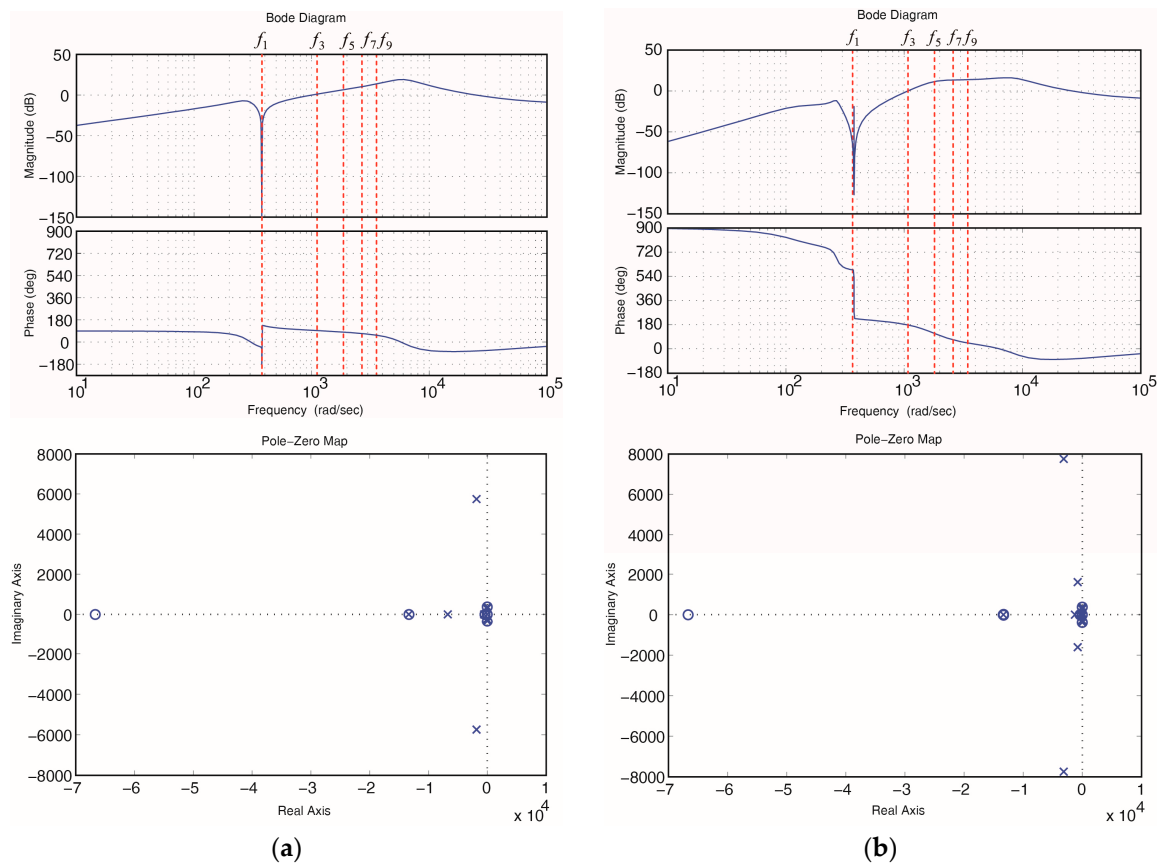 Bode Diagram
f1 f3 f5 f7 f9
50
0
−50
−100
−150
Magnitude (dB)
900
720
540
360
180
0
−180
Phase (deg)
10^1 10^2 10^3 10^4 10^5
Frequency (rad/sec)
Pole−Zero Map
8000
6000
4000
2000
0
−2000
−4000
−6000
−8000
Imaginary Axis
−7 −6 −5 −4 −3 −2 −1 0 1
Real Axis
x 10^4
(a)
Bode Diagram
f1 f3 f5 f7 f9
50
0
−50
−100
−150
Magnitude (dB)
900
720
540
360
180
0
−180
Phase (deg)
10^1 10^2 10^3 10^4 10^5
Frequency (rad/sec)
Pole−Zero Map
8000
6000
4000
2000
0
−2000
−4000
−6000
−8000
Imaginary Axis
−7 −6 −5 −4 −3 −2 −1 0 1
Real Axis
x 10^4
(b)